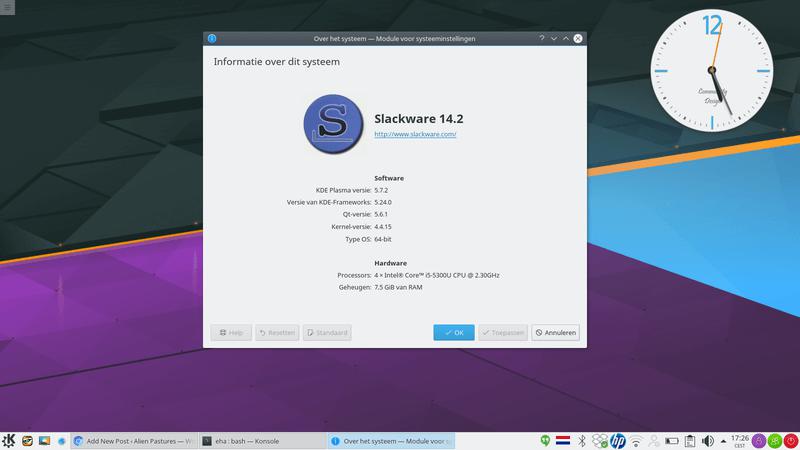 Over het systeem — Module voor systeeminstellingen
Informatie over dit systeem
S
Slackware 14.2
http://www.slackware.com/
Software
KDE Plasma versie: 5.7.2
Versie van KDE-Frameworks: 5.24.0
Qt-versie: 5.6.1
Kernel-versie: 4.4.15
Type OS: 64-bit
Hardware
Processors: 4 × Intel® Core™ i5-5300U CPU @ 2.30GHz
Geheugen: 7.5 GiB van RAM
Help Resetten Standaard OK Toepassen Annuleren
12
Community
Design
Add New Post ‹ Alien Pastures — W
eha : bash — Konsole
Over het systeem — Module voor s
hp
17:26
CEST